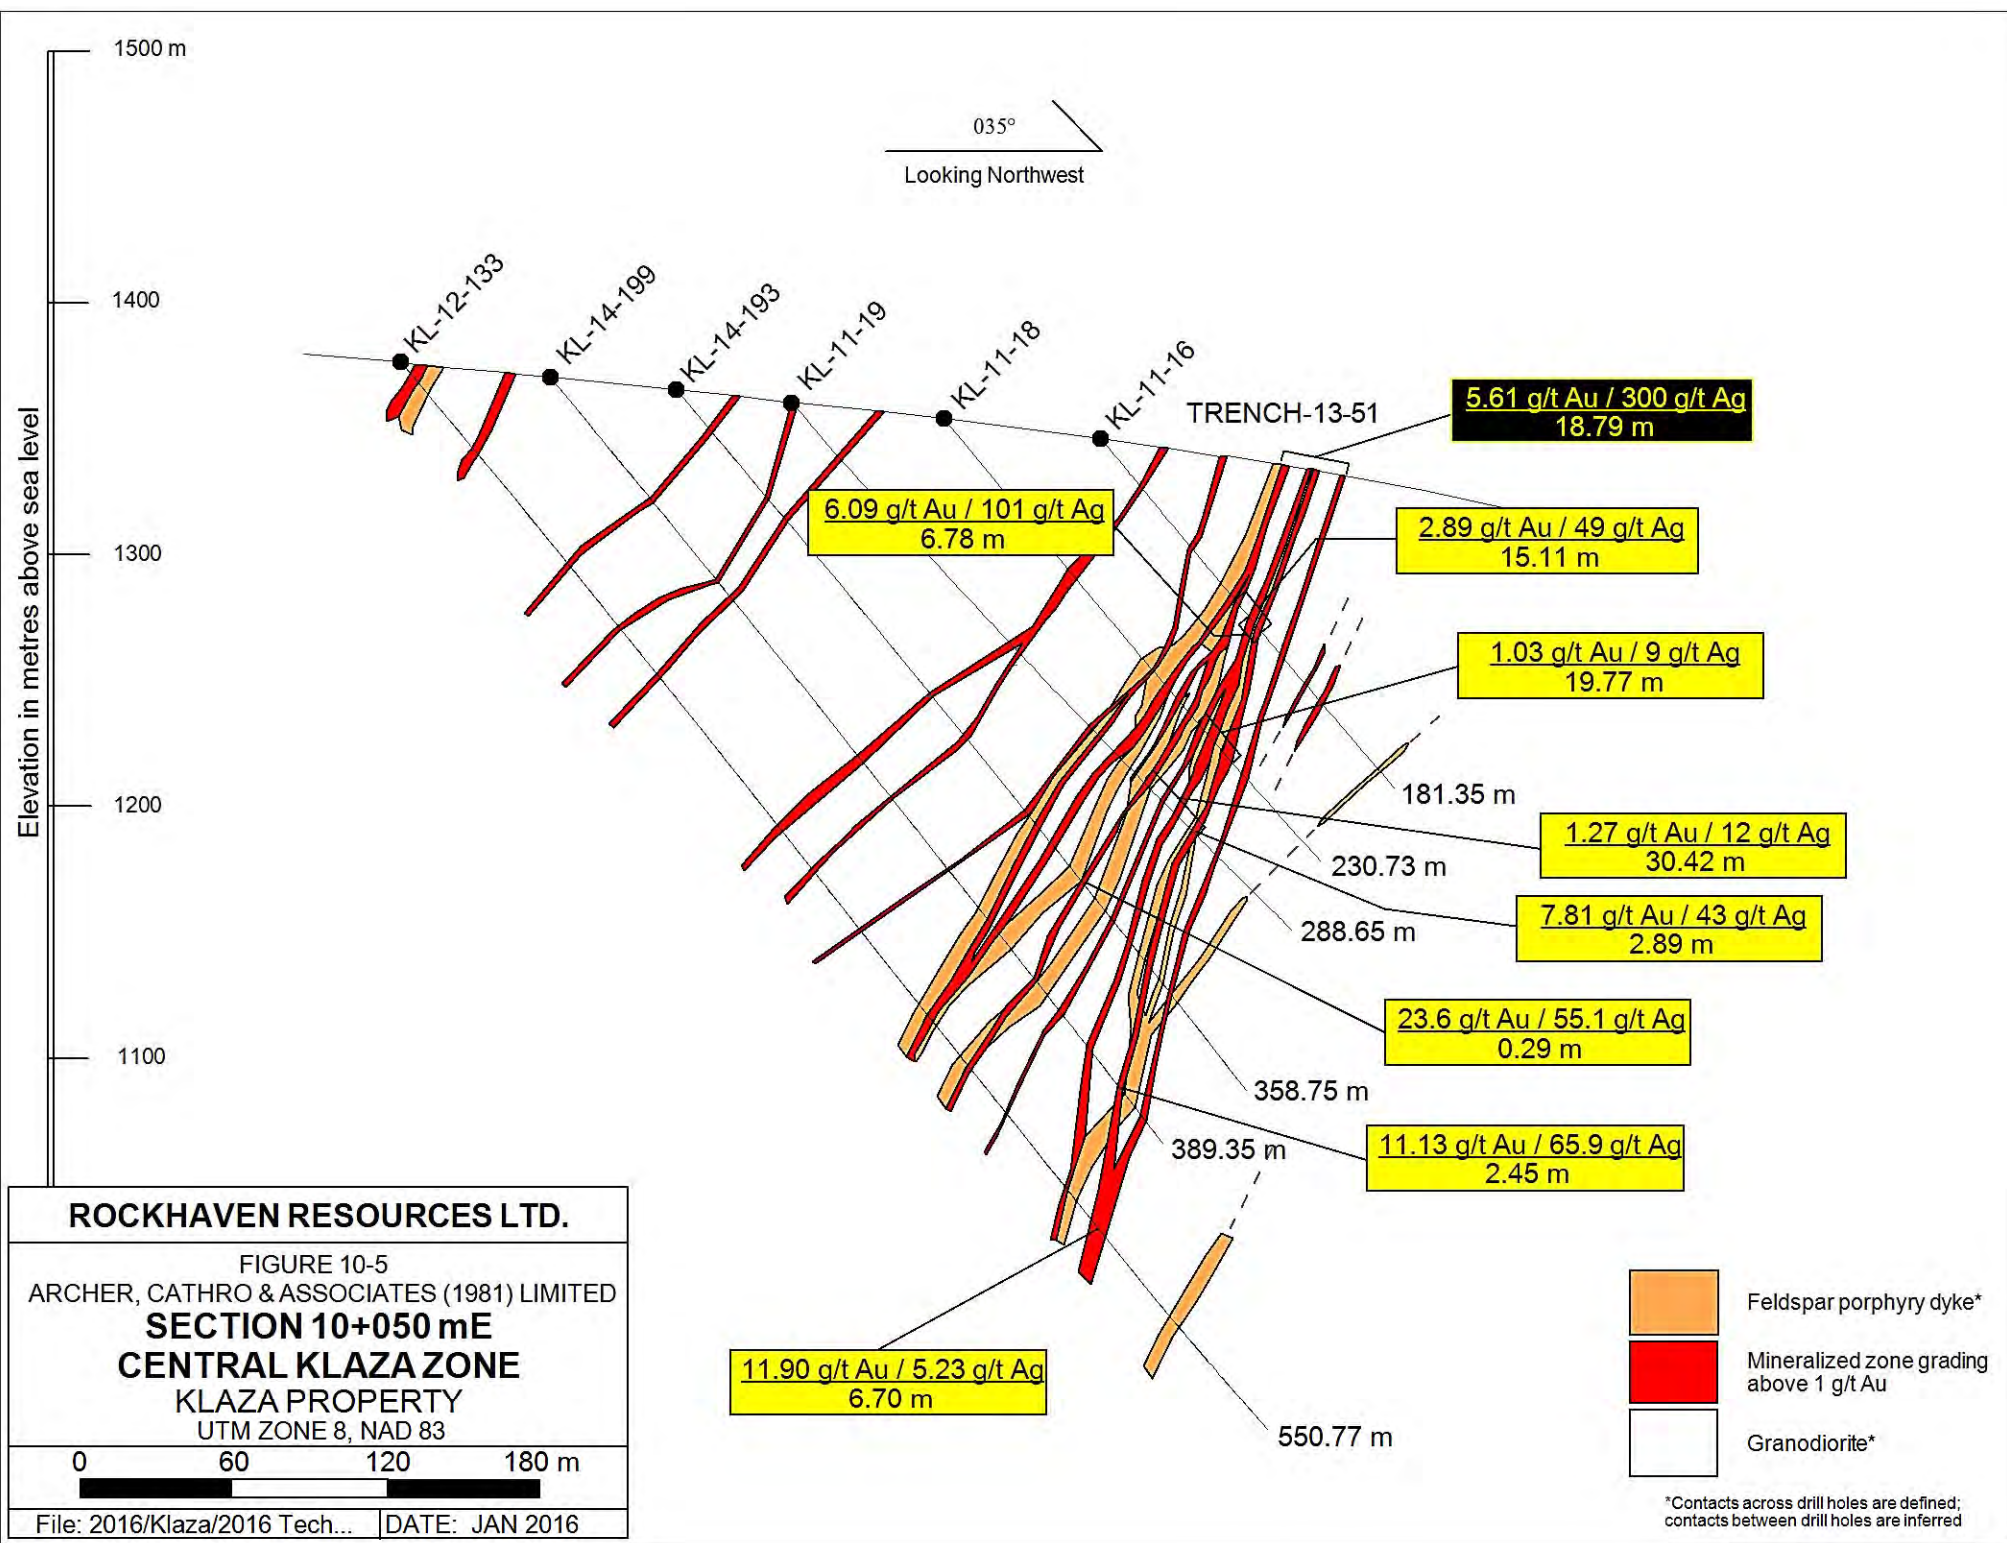 1500 m
035°
Looking Northwest
1400
1300
1200
1100
Elevation in metres above sea level
KL-12-133
KL-14-199
KL-14-193
KL-11-19
KL-11-18
KL-11-16
TRENCH-13-51
5.61 g/t Au / 300 g/t Ag
18.79 m
6.09 g/t Au / 101 g/t Ag
6.78 m
2.89 g/t Au / 49 g/t Ag
15.11 m
1.03 g/t Au / 9 g/t Ag
19.77 m
181.35 m
1.27 g/t Au / 12 g/t Ag
30.42 m
230.73 m
7.81 g/t Au / 43 g/t Ag
2.89 m
288.65 m
23.6 g/t Au / 55.1 g/t Ag
0.29 m
358.75 m
389.35 m
11.13 g/t Au / 65.9 g/t Ag
2.45 m
11.90 g/t Au / 5.23 g/t Ag
6.70 m
550.77 m
ROCKHAVEN RESOURCES LTD.
FIGURE 10-5
ARCHER, CATHRO & ASSOCIATES (1981) LIMITED
SECTION 10+050 mE
CENTRAL KLAZA ZONE
KLAZA PROPERTY
UTM ZONE 8, NAD 83
0 60 120 180 m
File: 2016/Klaza/2016 Tech... DATE: JAN 2016
Feldspar porphyry dyke*
Mineralized zone grading
above 1 g/t Au
Granodiorite*
*Contacts across drill holes are defined;
contacts between drill holes are inferred